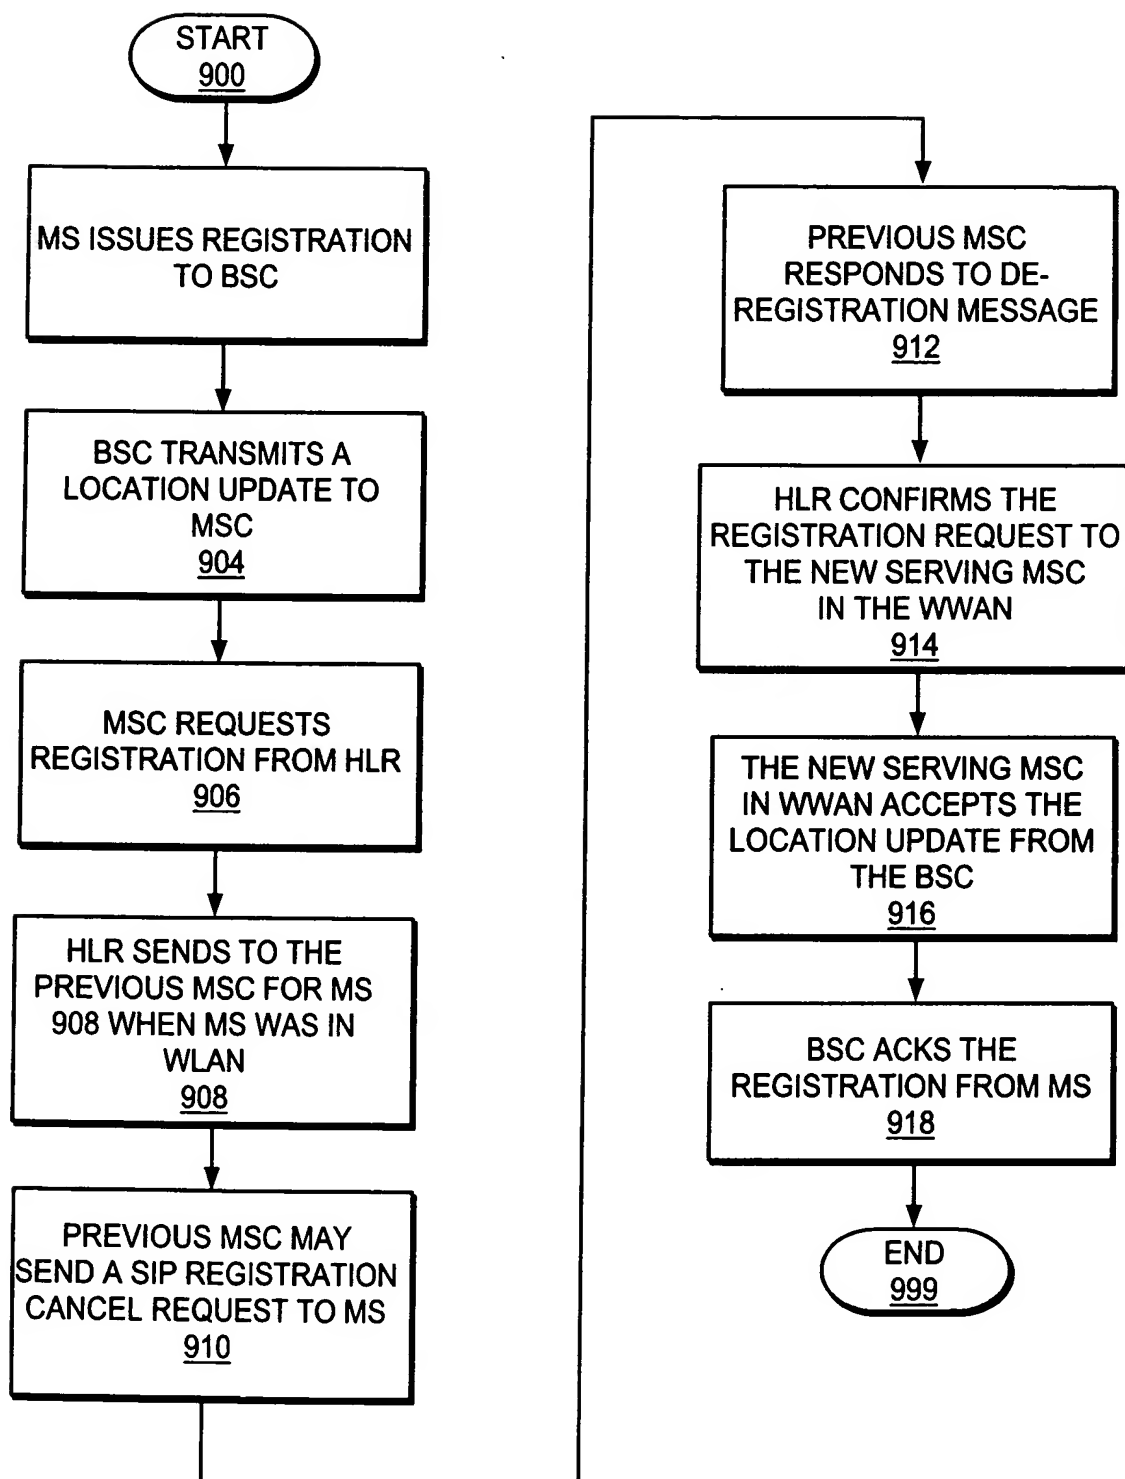 START
900
MS ISSUES REGISTRATION
TO BSC
BSC TRANSMITS A
LOCATION UPDATE TO
MSC
904
MSC REQUESTS
REGISTRATION FROM HLR
906
HLR SENDS TO THE
PREVIOUS MSC FOR MS
908 WHEN MS WAS IN
WLAN
908
PREVIOUS MSC MAY
SEND A SIP REGISTRATION
CANCEL REQUEST TO MS
910
PREVIOUS MSC
RESPONDS TO DE-
REGISTRATION MESSAGE
912
HLR CONFIRMS THE
REGISTRATION REQUEST TO
THE NEW SERVING MSC
IN THE WWAN
914
THE NEW SERVING MSC
IN WWAN ACCEPTS THE
LOCATION UPDATE FROM
THE BSC
916
BSC ACKS THE
REGISTRATION FROM MS
918
END
999